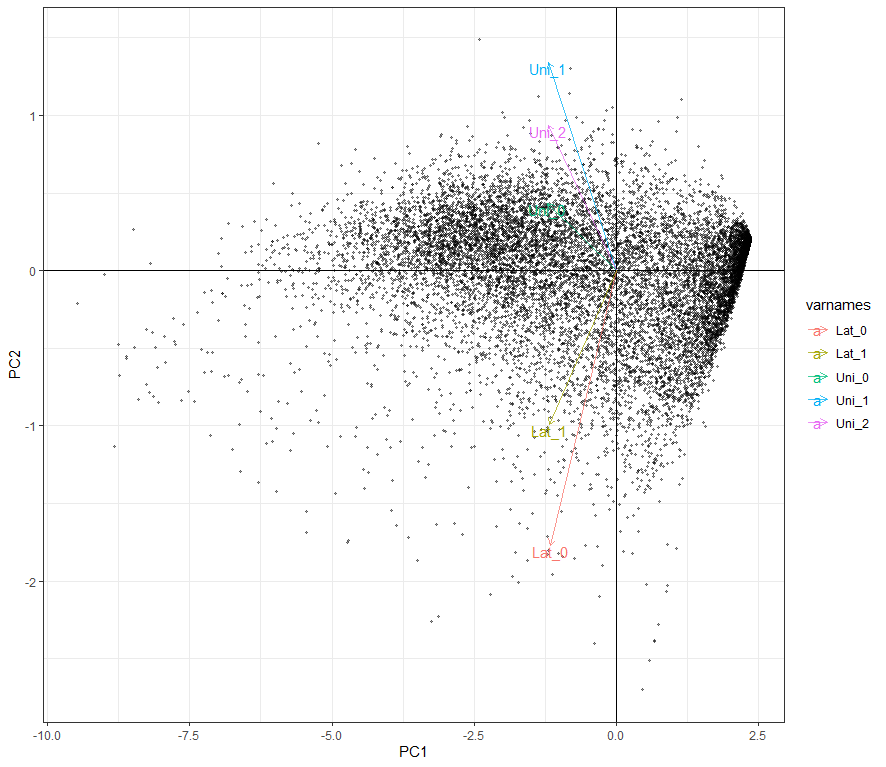 Uni_1
Uni_2
Uni_0
Lat_1
Lat_0
1
0
-1
-2
PC2
-10.0 -7.5 -5.0 -2.5 0.0 2.5
PC1
varnames
a Lat_0
a Lat_1
a Uni_0
a Uni_1
a Uni_2